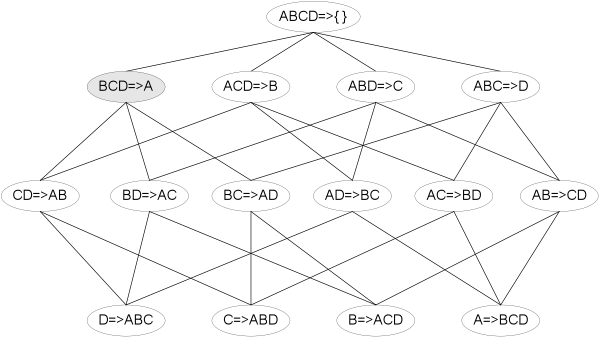 ABCD=>{ }
BCD=>A
ACD=>B
ABD=>C
ABC=>D
CD=>AB
BD=>AC
BC=>AD
AD=>BC
AC=>BD
AB=>CD
D=>ABC
C=>ABD
B=>ACD
A=>BCD